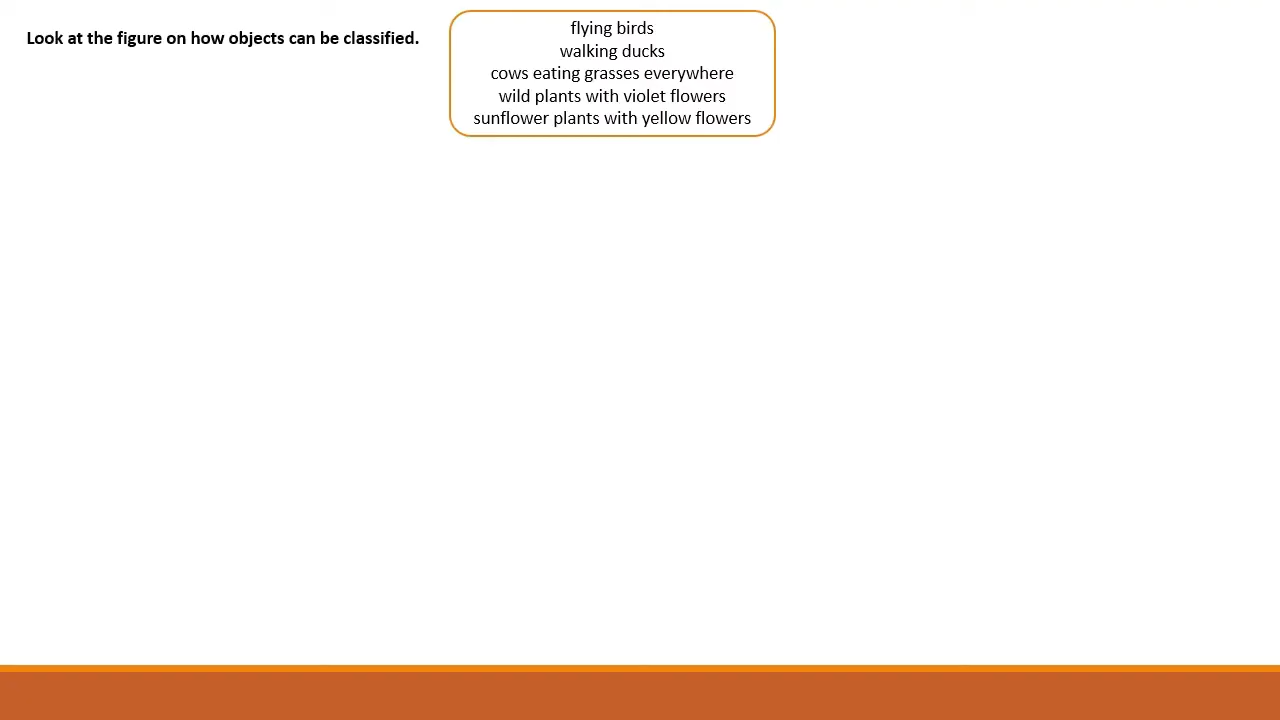 Look at the figure on how objects can be classified.
flying birds
walking ducks
cows eating grasses everywhere
wild plants with violet flowers
sunflower plants with yellow flowers